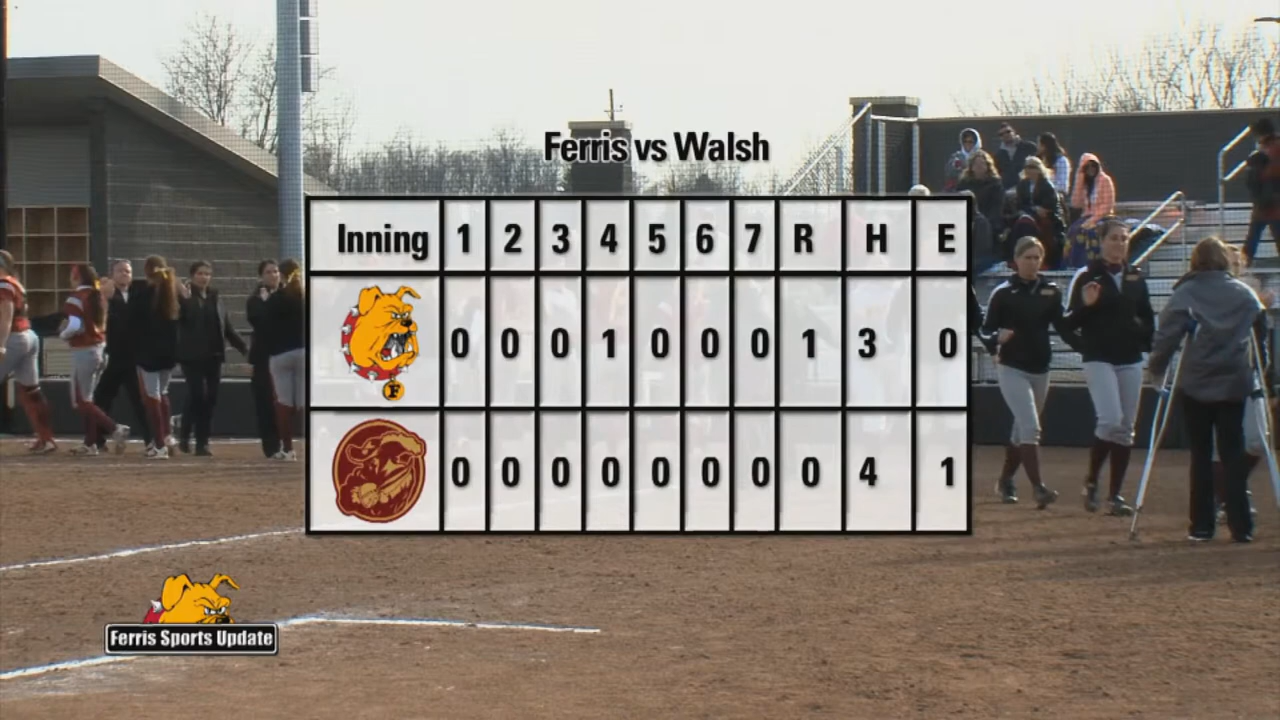 Ferris vs Walsh
Inning 1 2 3 4 5 6 7 R H E
F
0 0 0 1 0 0 0 1 3 0
0 0 0 0 0 0 0 0 4 1
Ferris Sports Update